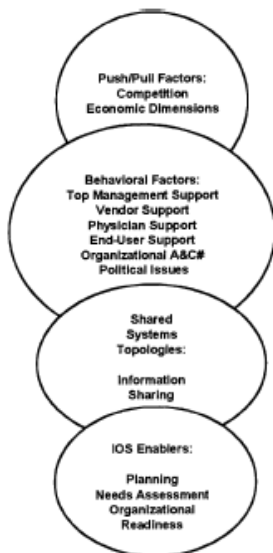 Push/Pull Factors:
Competition
Economic Dimensions
Behavioral Factors:
Top Management Support
Vendor Support
Physician Support
End-User Support
Organizational A&C#
Political Issues
Shared
Systems
Topologies:
Information
Sharing
IOS Enablers:
Planning
Needs Assessment
Organizational
Readiness